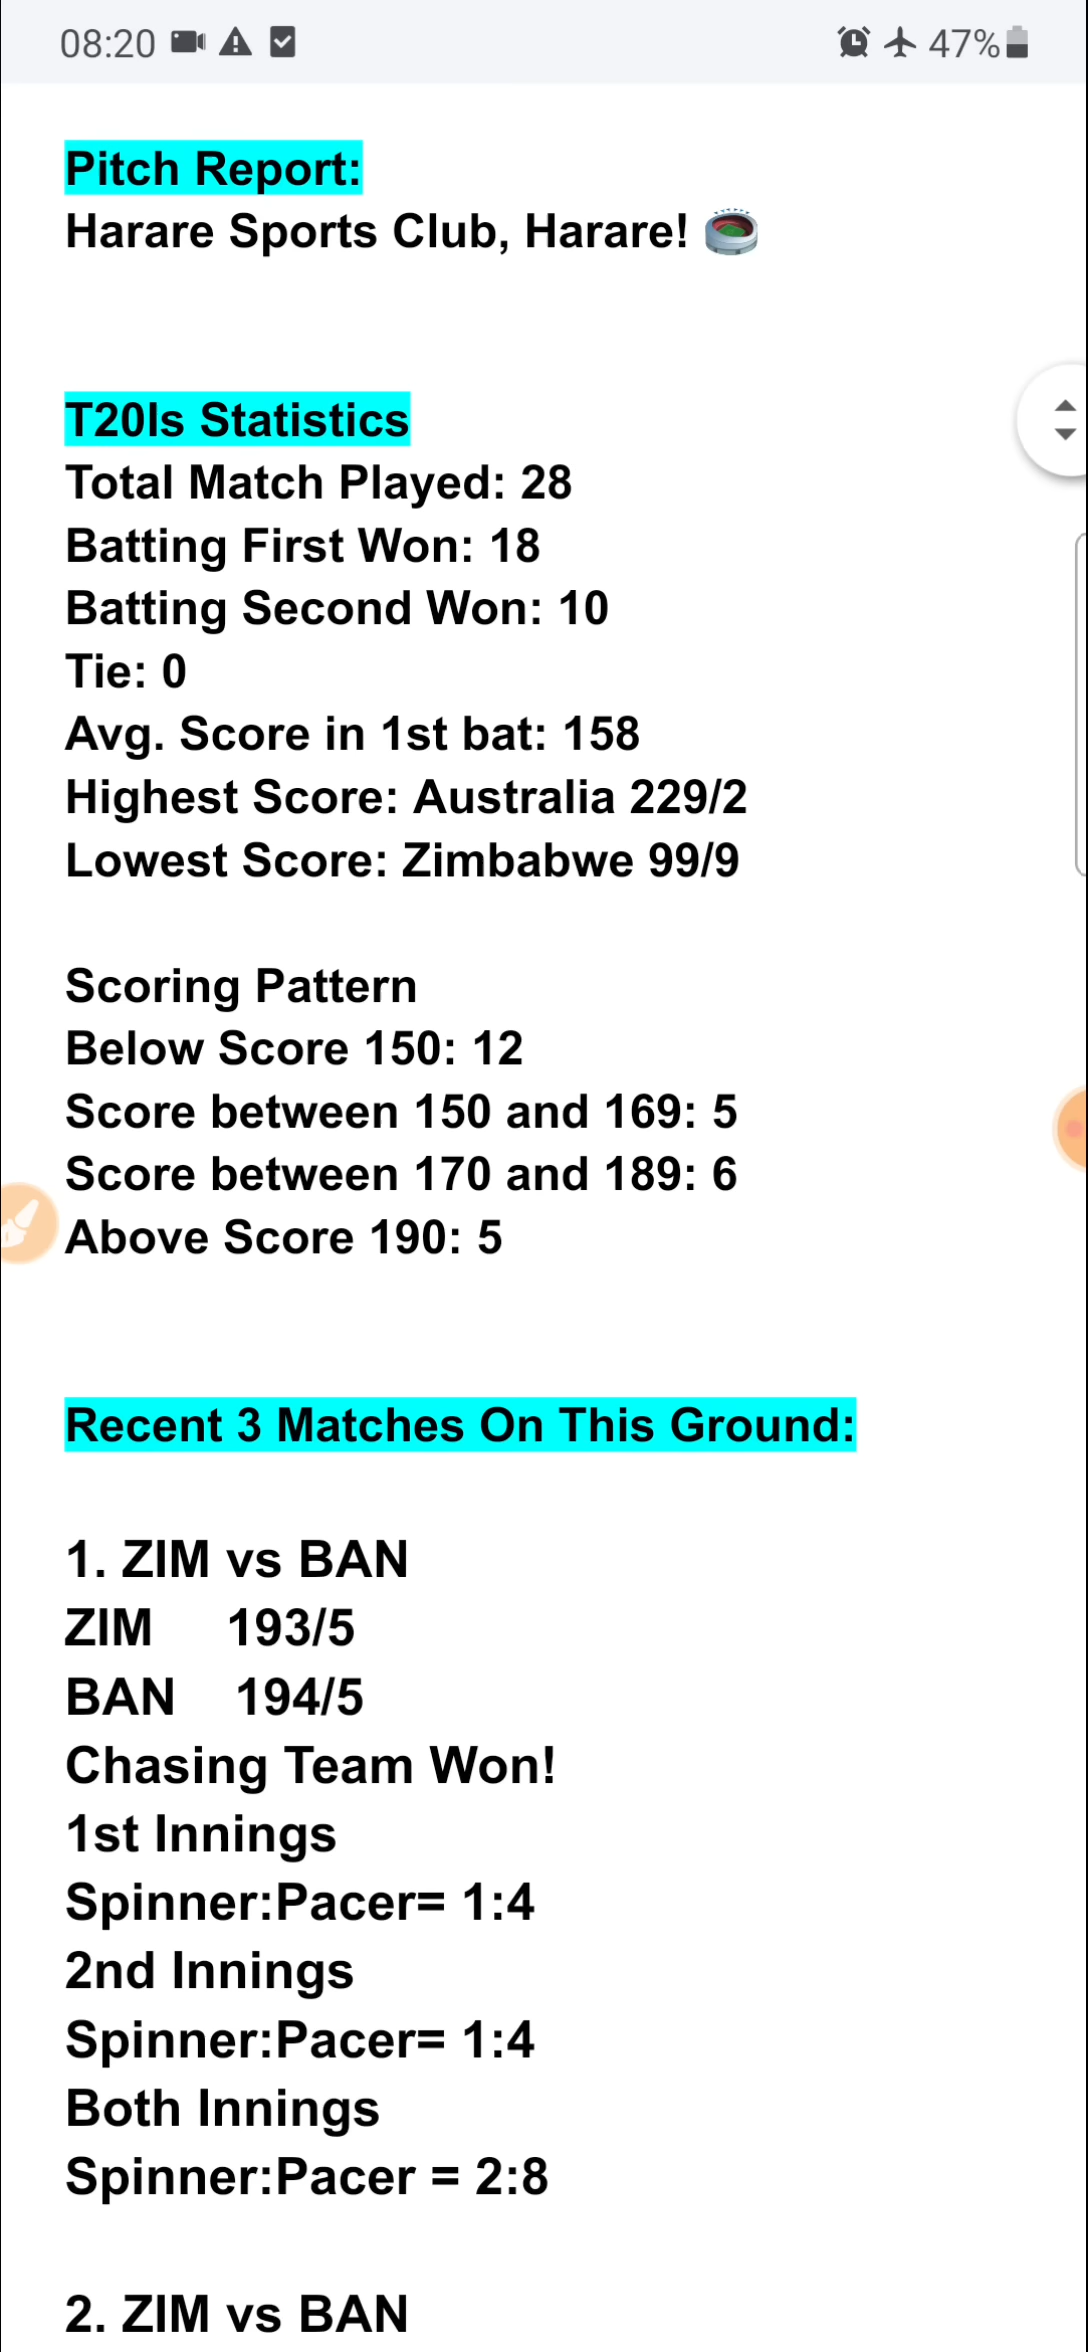 08:20
47%
Pitch Report:
Harare Sports Club, Harare!
T20Is Statistics
Total Match Played: 28
Batting First Won: 18
Batting Second Won: 10
Tie: 0
Avg. Score in 1st bat: 158
Highest Score: Australia 229/2
Lowest Score: Zimbabwe 99/9
Scoring Pattern
Below Score 150: 12
Score between 150 and 169: 5
Score between 170 and 189: 6
Above Score 190: 5
Recent 3 Matches On This Ground:
1. ZIM vs BAN
ZIM 193/5
BAN 194/5
Chasing Team Won!
1st Innings
Spinner:Pacer= 1:4
2nd Innings
Spinner:Pacer= 1:4
Both Innings
Spinner:Pacer = 2:8
2. ZIM vs BAN